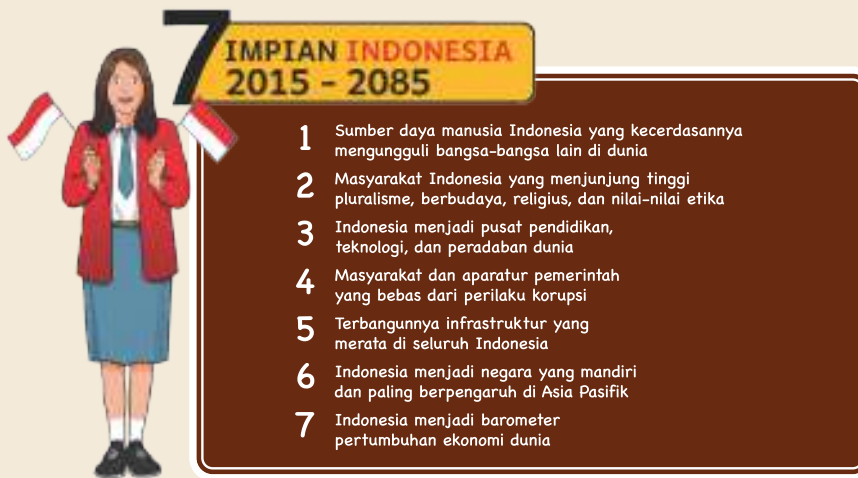 7 IMPIAN INDONESIA
2015 - 2085
1 Sumber daya manusia Indonesia yang kecerdasannya
mengungguli bangsa-bangsa lain di dunia
2 Masyarakat Indonesia yang menjunjung tinggi
pluralisme, berbudaya, religius, dan nilai-nilai etika
3 Indonesia menjadi pusat pendidikan,
teknologi, dan peradaban dunia
4 Masyarakat dan aparatur pemerintah
yang bebas dari perilaku korupsi
5 Terbangunnya infrastruktur yang
merata di seluruh Indonesia
6 Indonesia menjadi negara yang mandiri
dan paling berpengaruh di Asia Pasifik
7 Indonesia menjadi barometer
pertumbuhan ekonomi dunia